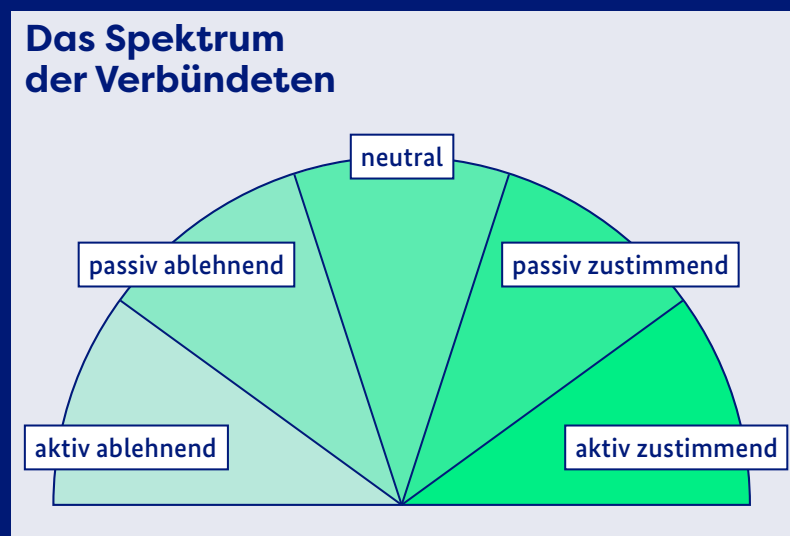 Das Spektrum
der Verbündeten
neutral
passiv ablehnend
passiv zustimmend
aktiv ablehnend
aktiv zustimmend